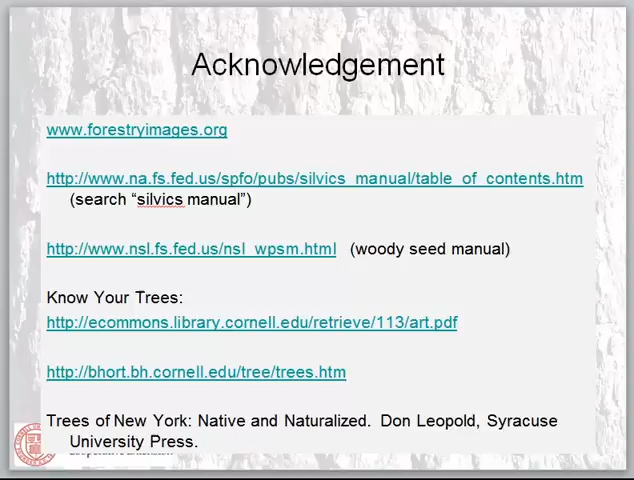 Acknowledgement
www.forestryimages.org
http://www.na.fs.fed.us/spfo/pubs/silvics_manual/table_of_contents.htm
(search “silvics manual”)
http://www.nsl.fs.fed.us/nsl_wpsm.html (woody seed manual)
Know Your Trees:
http://ecommons.library.cornell.edu/retrieve/113/art.pdf
http://bhort.bh.cornell.edu/tree/trees.htm
Trees of New York: Native and Naturalized. Don Leopold, Syracuse
University Press.